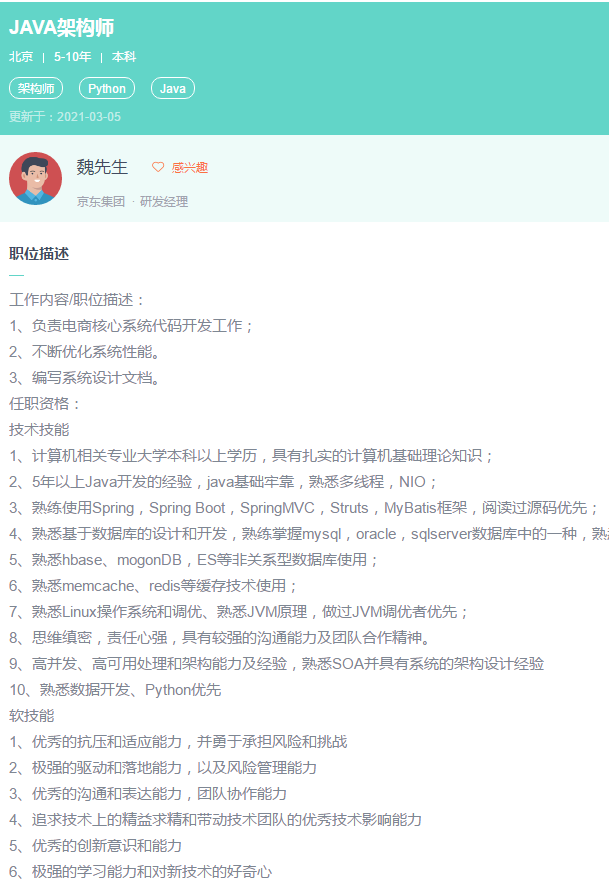 JAVA架构师
北京 | 5-10年 | 本科
架构师 Python Java
更新于：2021-03-05
魏先生 感兴趣
京东集团 · 研发经理
职位描述
工作内容/职位描述：
1、负责电商核心系统代码开发工作；
2、不断优化系统性能。
3、编写系统设计文档。
任职资格：
技术技能
1、计算机相关专业大学本科以上学历，具有扎实的计算机基础理论知识；
2、5年以上Java开发的经验，java基础牢靠，熟悉多线程，NIO；
3、熟练使用Spring，Spring Boot，SpringMVC，Struts，MyBatis框架，阅读过源码优先；
4、熟悉基于数据库的设计和开发，熟练掌握mysql，oracle，sqlserver数据库中的一种，熟
5、熟悉hbase、mogonDB，ES等非关系型数据库使用；
6、熟悉memcache、redis等缓存技术使用；
7、熟悉Linux操作系统和调优、熟悉JVM原理，做过JVM调优者优先；
8、思维缜密，责任心强，具有较强的沟通能力及团队合作精神。
9、高并发、高可用处理和架构能力及经验，熟悉SOA并具有系统的架构设计经验
10、熟悉数据开发、Python优先
软技能
1、优秀的抗压和适应能力，并勇于承担风险和挑战
2、极强的驱动和落地能力，以及风险管理能力
3、优秀的沟通和表达能力，团队协作能力
4、追求技术上的精益求精和带动技术团队的优秀技术影响能力
5、优秀的创新意识和能力
6、极强的学习能力和对新技术的好奇心